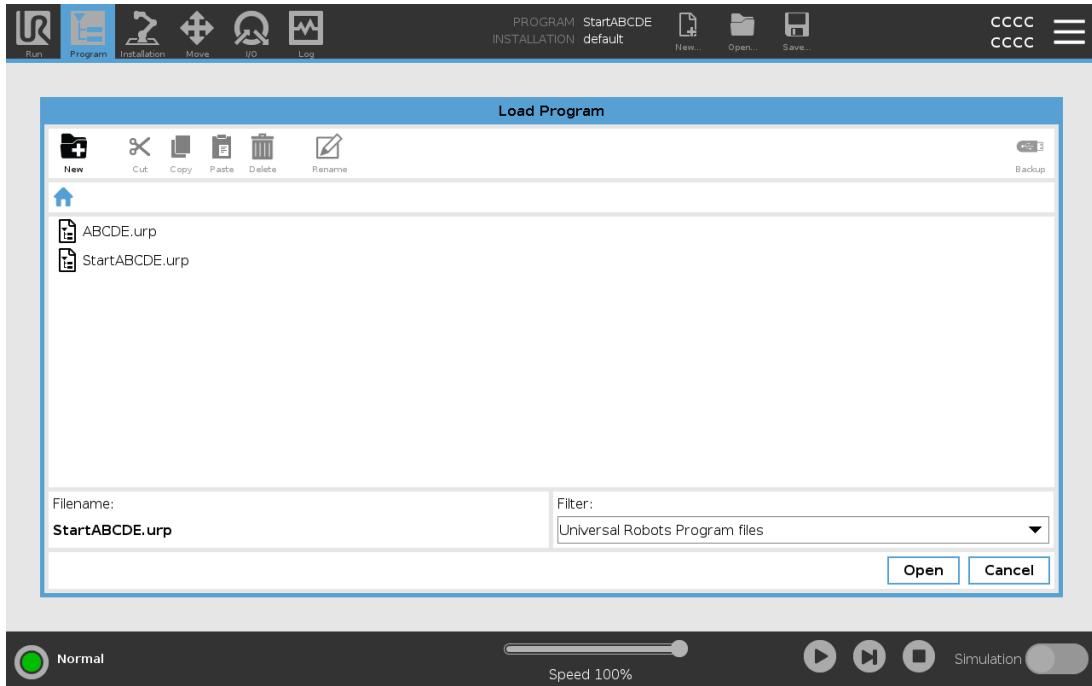 UR
PROGRAM StartABCDE
INSTALLATION default
CCCC
CCCC
Run Program Installation Move I/O Log New... Open... Save...
Load Program
New Cut Copy Paste Delete Rename Backup
ABCDE.urp
StartABCDE.urp
Filename: Filter:
StartABCDE.urp Universal Robots Program files
Open Cancel
Normal Speed 100% Simulation